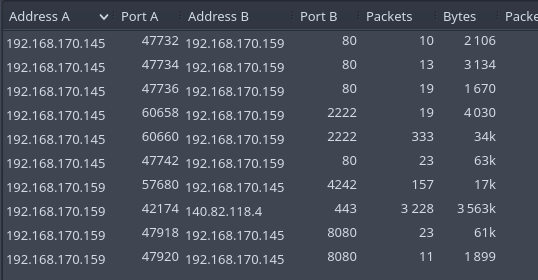 Address A Port A Address B Port B Packets Bytes Packe
192.168.170.145 47732 192.168.170.159 80 10 2 106
192.168.170.145 47734 192.168.170.159 80 13 3 134
192.168.170.145 47736 192.168.170.159 80 19 1 670
192.168.170.145 60658 192.168.170.159 2222 19 4 030
192.168.170.145 60660 192.168.170.159 2222 333 34k
192.168.170.145 47742 192.168.170.159 80 23 63k
192.168.170.159 57680 192.168.170.145 4242 157 17k
192.168.170.159 42174 140.82.118.4 443 3 228 3 563k
192.168.170.159 47918 192.168.170.145 8080 23 61k
192.168.170.159 47920 192.168.170.145 8080 11 1 899